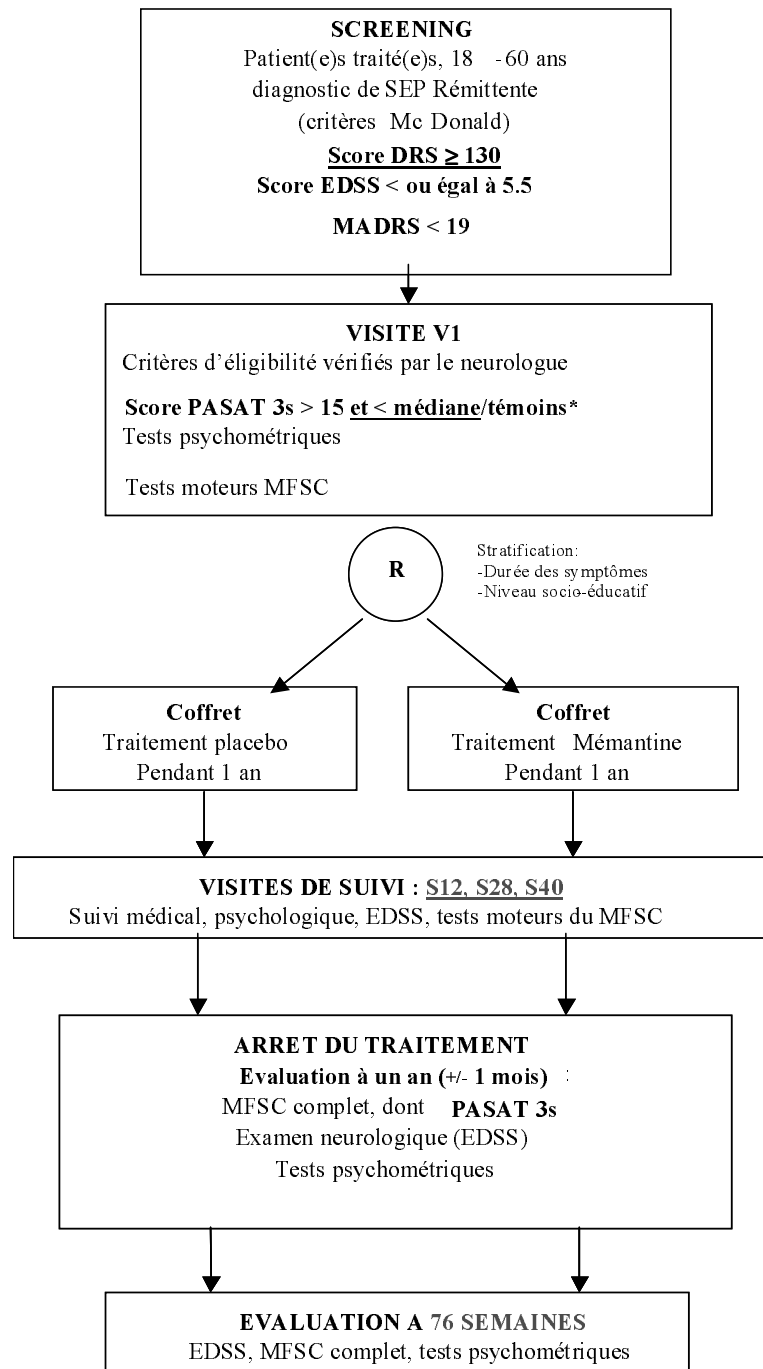 SCREENING
Patient(e)s traité(e)s, 18 -60 ans
diagnostic de SEP Rémittente
(critères Mc Donald)
Score DRS ≥ 130
Score EDSS < ou égal à 5.5
MADRS < 19
VISITE V1
Critères d'éligibilité vérifiés par le neurologue
Score PASAT 3s > 15 et < médiane/témoins*
Tests psychométriques
Tests moteurs MFSC
R
Stratification:
-Durée des symptômes
-Niveau socio-éducatif
Coffret
Traitement placebo
Pendant 1 an
Coffret
Traitement Mémantine
Pendant 1 an
VISITES DE SUIVI : S12, S28, S40
Suivi médical, psychologique, EDSS, tests moteurs du MFSC
ARRET DU TRAITEMENT
Evaluation à un an (+/- 1 mois) :
MFSC complet, dont PASAT 3s
Examen neurologique (EDSS)
Tests psychométriques
EVALUATION A 76 SEMAINES
EDSS, MFSC complet, tests psychométriques